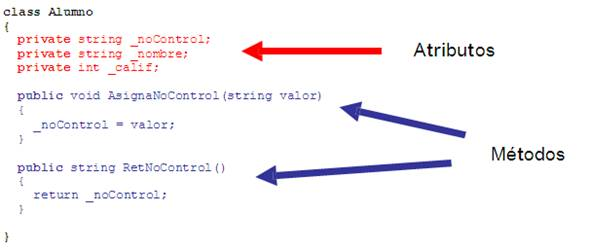 class Alumno
{
private string _noControl;
private string _nombre;
private int _calif;
Atributos
public void AsignaNoControl(string valor)
{
_noControl = valor;
}
Métodos
public string RetNoControl()
{
return _noControl;
}
}